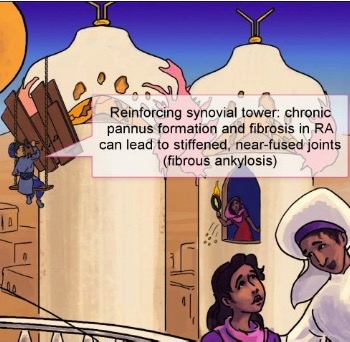 Reinforcing synovial tower: chronic
pannus formation and fibrosis in RA
can lead to stiffened, near-fused joints
(fibrous ankylosis)